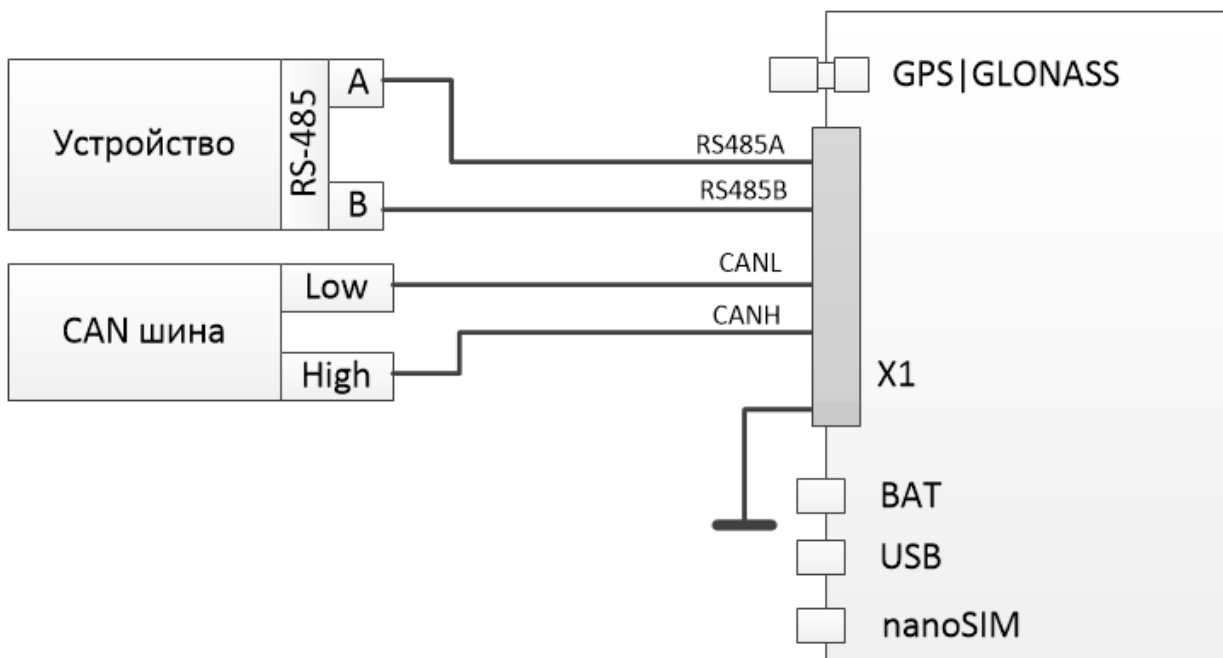 GPS|GLONASS
Устройство
RS-485
A
B
RS485A
RS485B
CAN шина
Low
High
CANL
CANH
X1
BAT
USB
nanoSIM